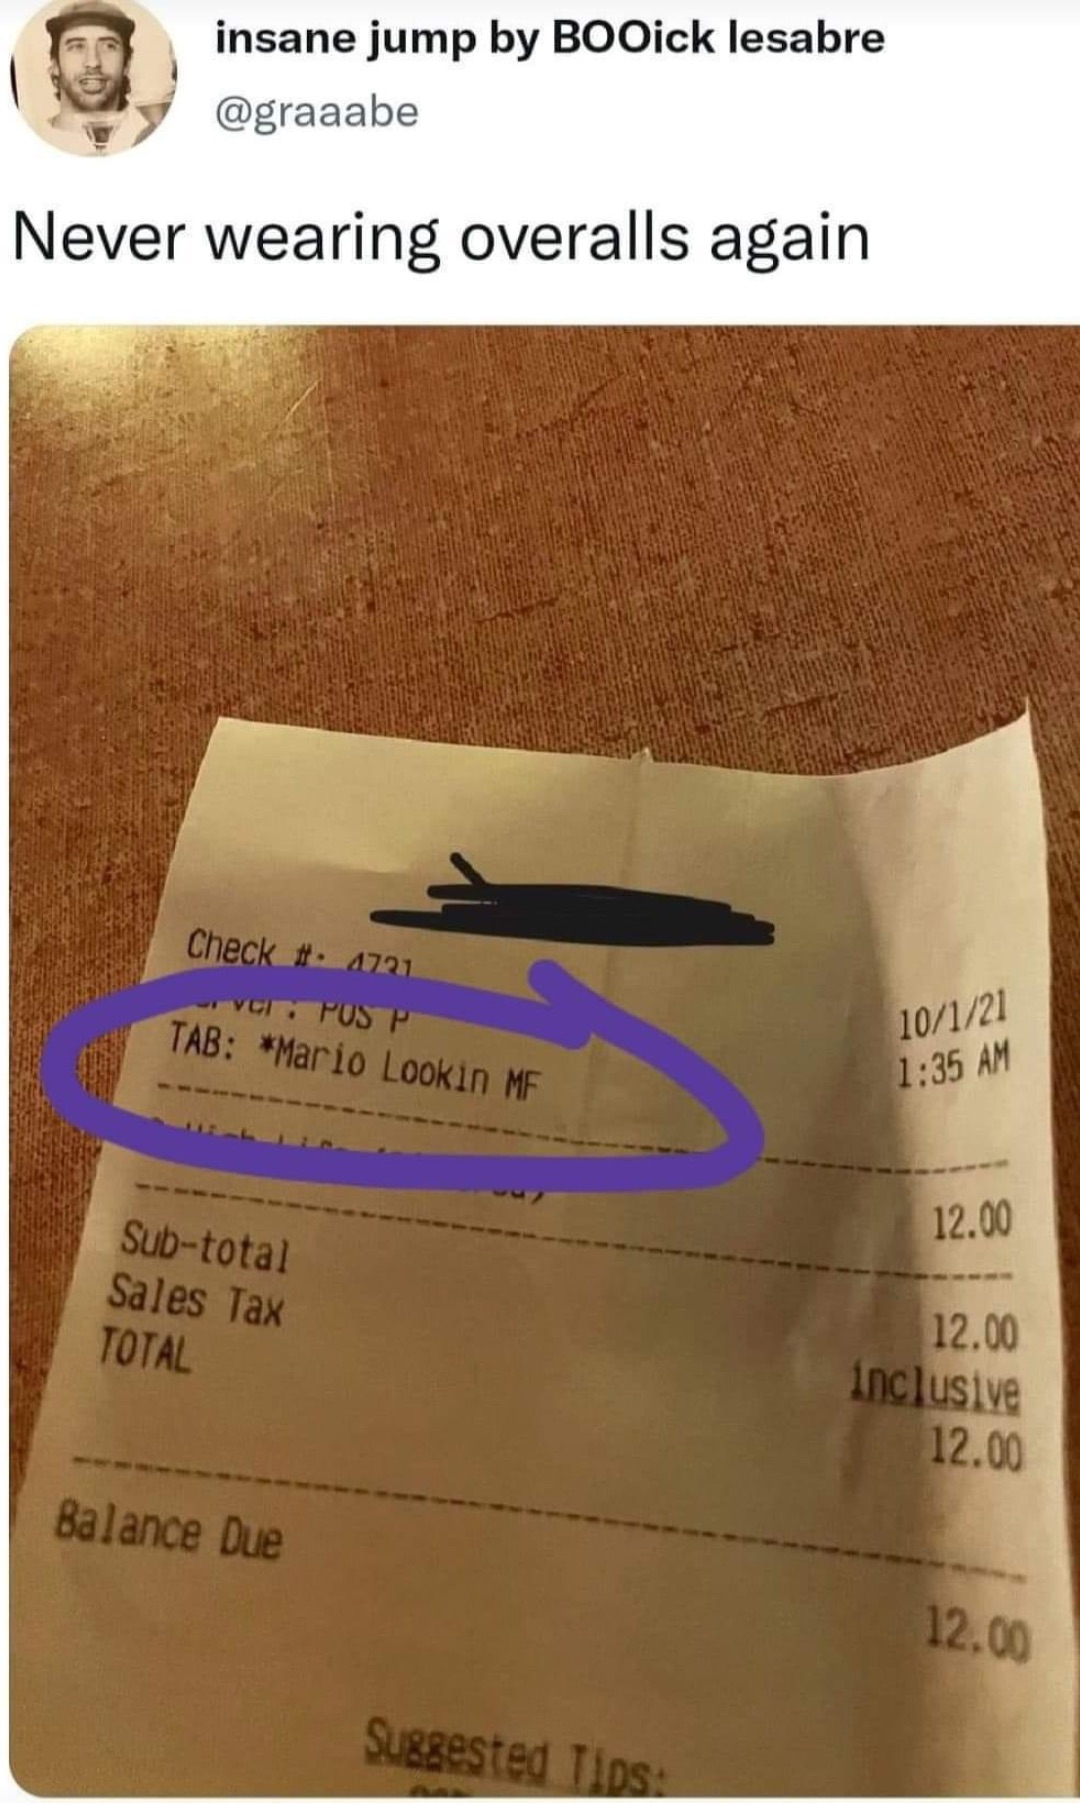 insane jump by BOOick lesabre
@graaabe
Never wearing overalls again
Check #: 4731
POS P
10/1/21
TAB: *Mario Lookin MF
1:35 AM
12.00
Sub-total
12.00
Sales Tax
inclusive
TOTAL
12.00
Balance Due
12.00
Suggested Tips: